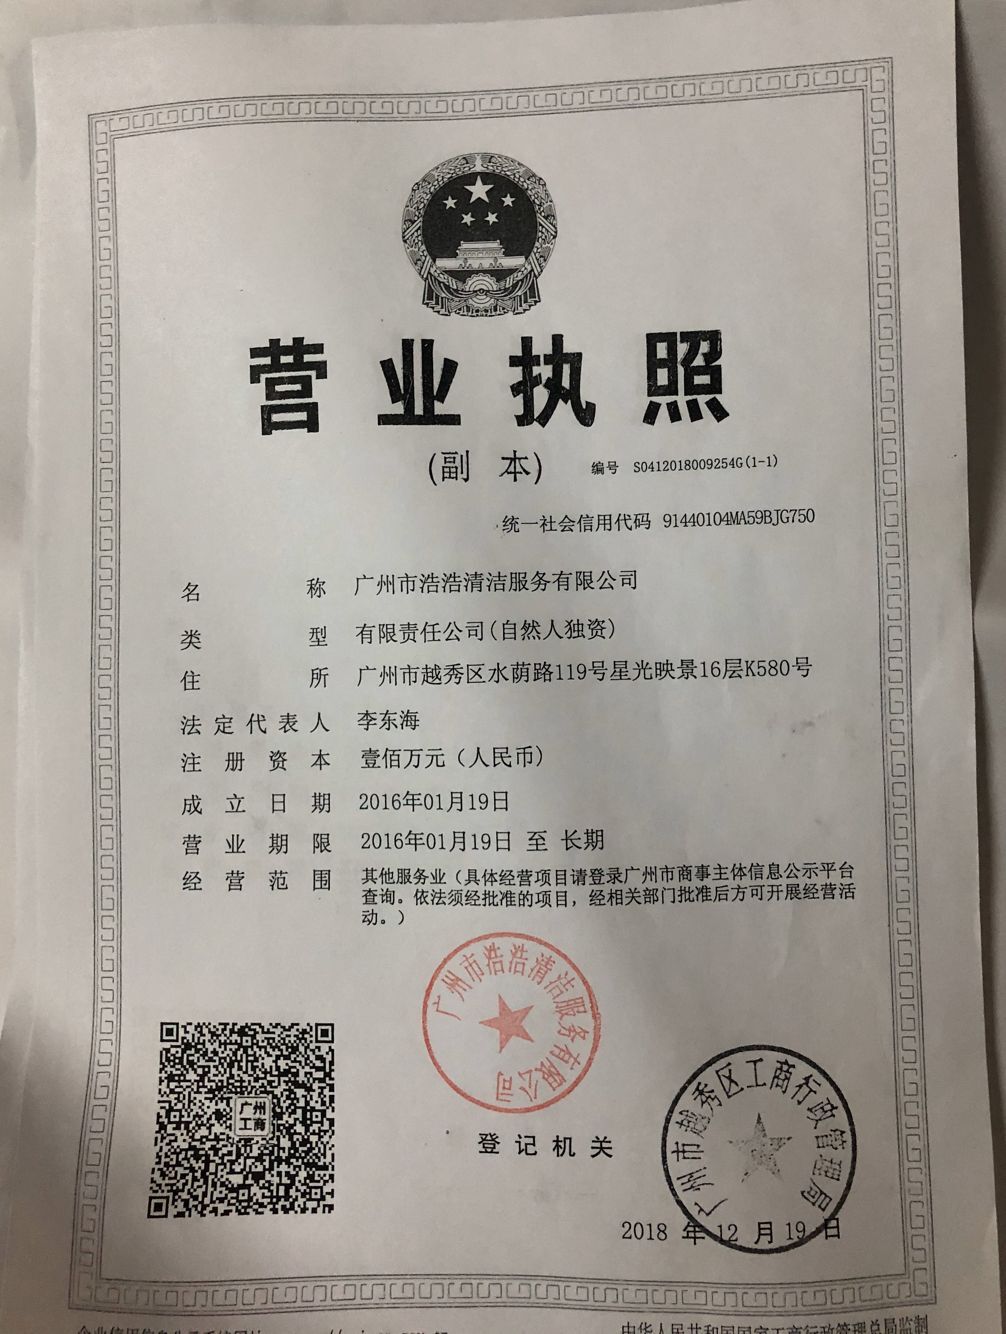 营业执照
(副 本)
编号 S0412018009254G(1-1)
统一社会信用代码 91440104MA59BJG750
名称 广州市浩浩清洁服务有限公司
类型 有限责任公司(自然人独资)
住所 广州市越秀区水荫路119号星光映景16层K580号
法定代表人 李东海
注册资本 壹佰万元（人民币）
成立日期 2016年01月19日
营业期限 2016年01月19日 至 长期
经营范围 其他服务业（具体经营项目请登录广州市商事主体信息公示平台
查询。依法须经批准的项目，经相关部门批准后方可开展经营活
动。）
广州市浩浩清洁服务有限公司
广州
工商
登记机关
广州市越秀区工商行政管理局
2018 年 12 月 19 日
中华人民共和国国家工商行政管理总局监制